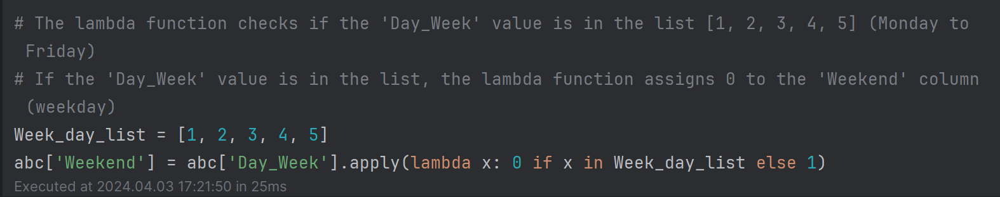 # The lambda function checks if the 'Day_Week' value is in the list [1, 2, 3, 4, 5] (Monday to
Friday)
# If the 'Day_Week' value is in the list, the lambda function assigns 0 to the 'Weekend' column
(weekday)
Week_day_list = [1, 2, 3, 4, 5]
abc['Weekend'] = abc['Day_Week'].apply(lambda x: 0 if x in Week_day_list else 1)
Executed at 2024.04.03 17:21:50 in 25ms